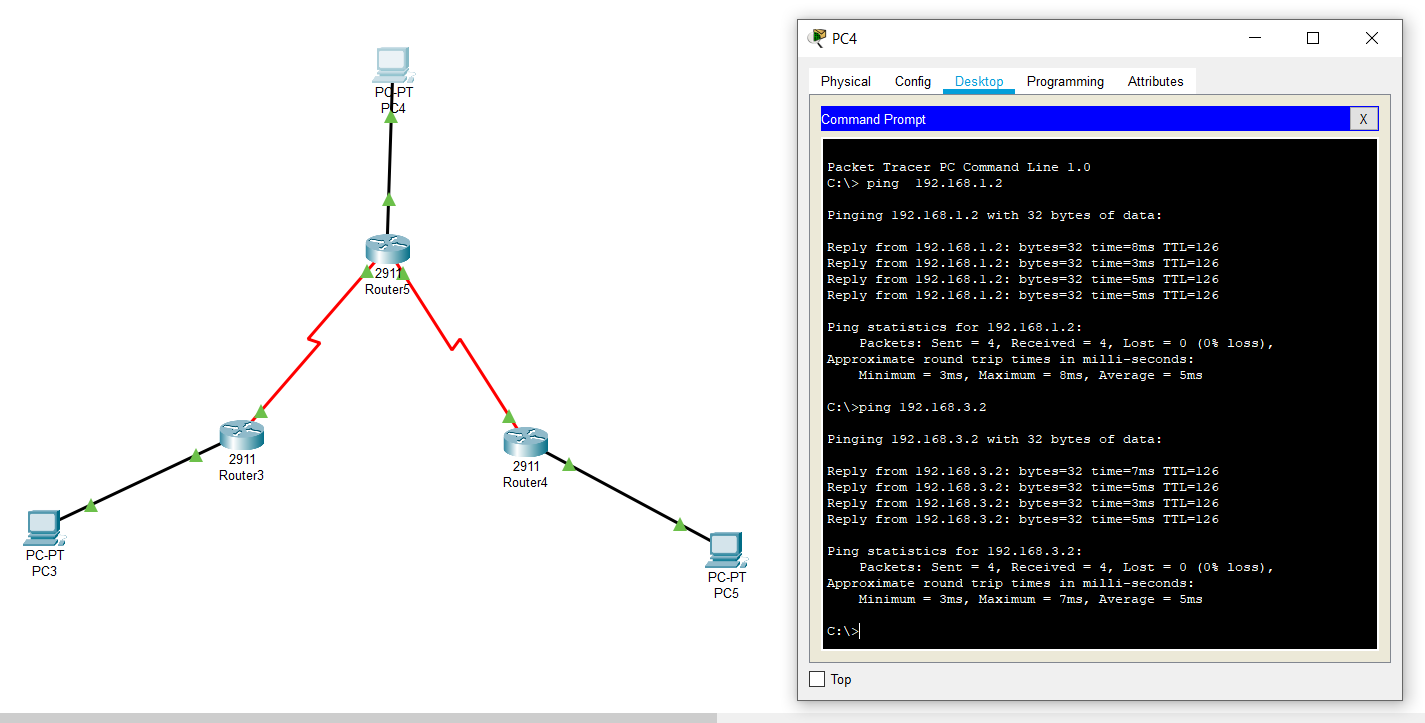 PC-PT
PC4
2911
Router5
2911
Router3
2911
Router4
PC-PT
PC3
PC-PT
PC5
PC4
Physical Config Desktop Programming Attributes
Command Prompt X
Packet Tracer PC Command Line 1.0
C:\> ping  192.168.1.2
Pinging 192.168.1.2 with 32 bytes of data:
Reply from 192.168.1.2: bytes=32 time=8ms TTL=126
Reply from 192.168.1.2: bytes=32 time=3ms TTL=126
Reply from 192.168.1.2: bytes=32 time=5ms TTL=126
Reply from 192.168.1.2: bytes=32 time=5ms TTL=126
Ping statistics for 192.168.1.2:
Packets: Sent = 4, Received = 4, Lost = 0 (0% loss),
Approximate round trip times in milli-seconds:
Minimum = 3ms, Maximum = 8ms, Average = 5ms
C:\>ping 192.168.3.2
Pinging 192.168.3.2 with 32 bytes of data:
Reply from 192.168.3.2: bytes=32 time=7ms TTL=126
Reply from 192.168.3.2: bytes=32 time=5ms TTL=126
Reply from 192.168.3.2: bytes=32 time=3ms TTL=126
Reply from 192.168.3.2: bytes=32 time=5ms TTL=126
Ping statistics for 192.168.3.2:
Packets: Sent = 4, Received = 4, Lost = 0 (0% loss),
Approximate round trip times in milli-seconds:
Minimum = 3ms, Maximum = 7ms, Average = 5ms
C:\>
Top